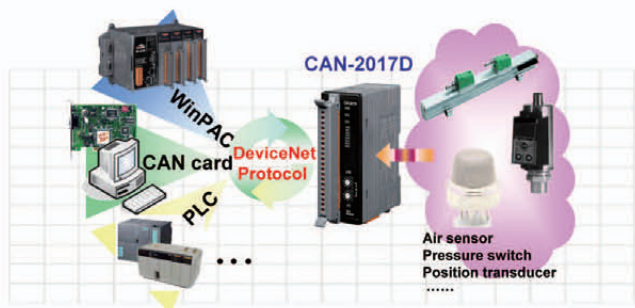 CAN-2017D
WinPAC
CAN card
DeviceNet
Protocol
PLC
...
Air sensor
Pressure switch
Position transducer
......